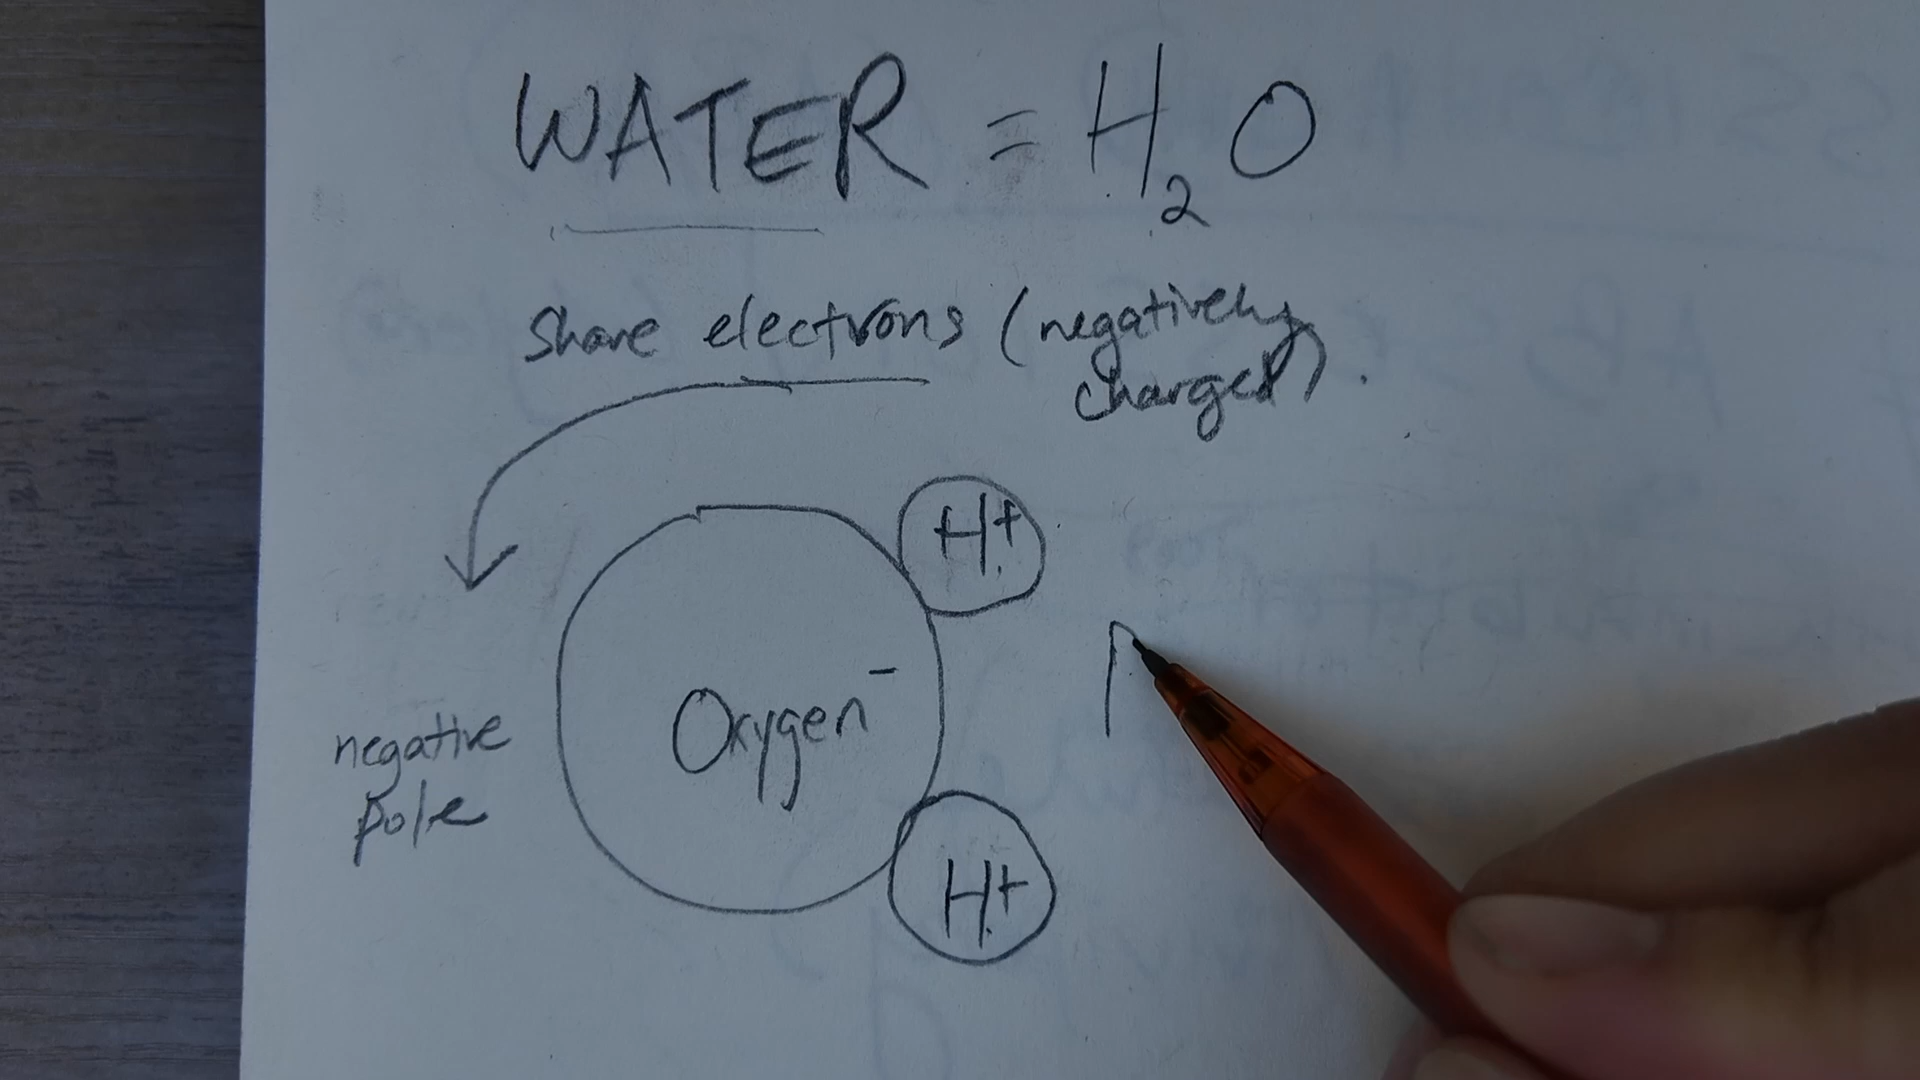 WATER = H₂O
share electrons (negatively
charged).
H+
Oxygen⁻
negative
pole
H+